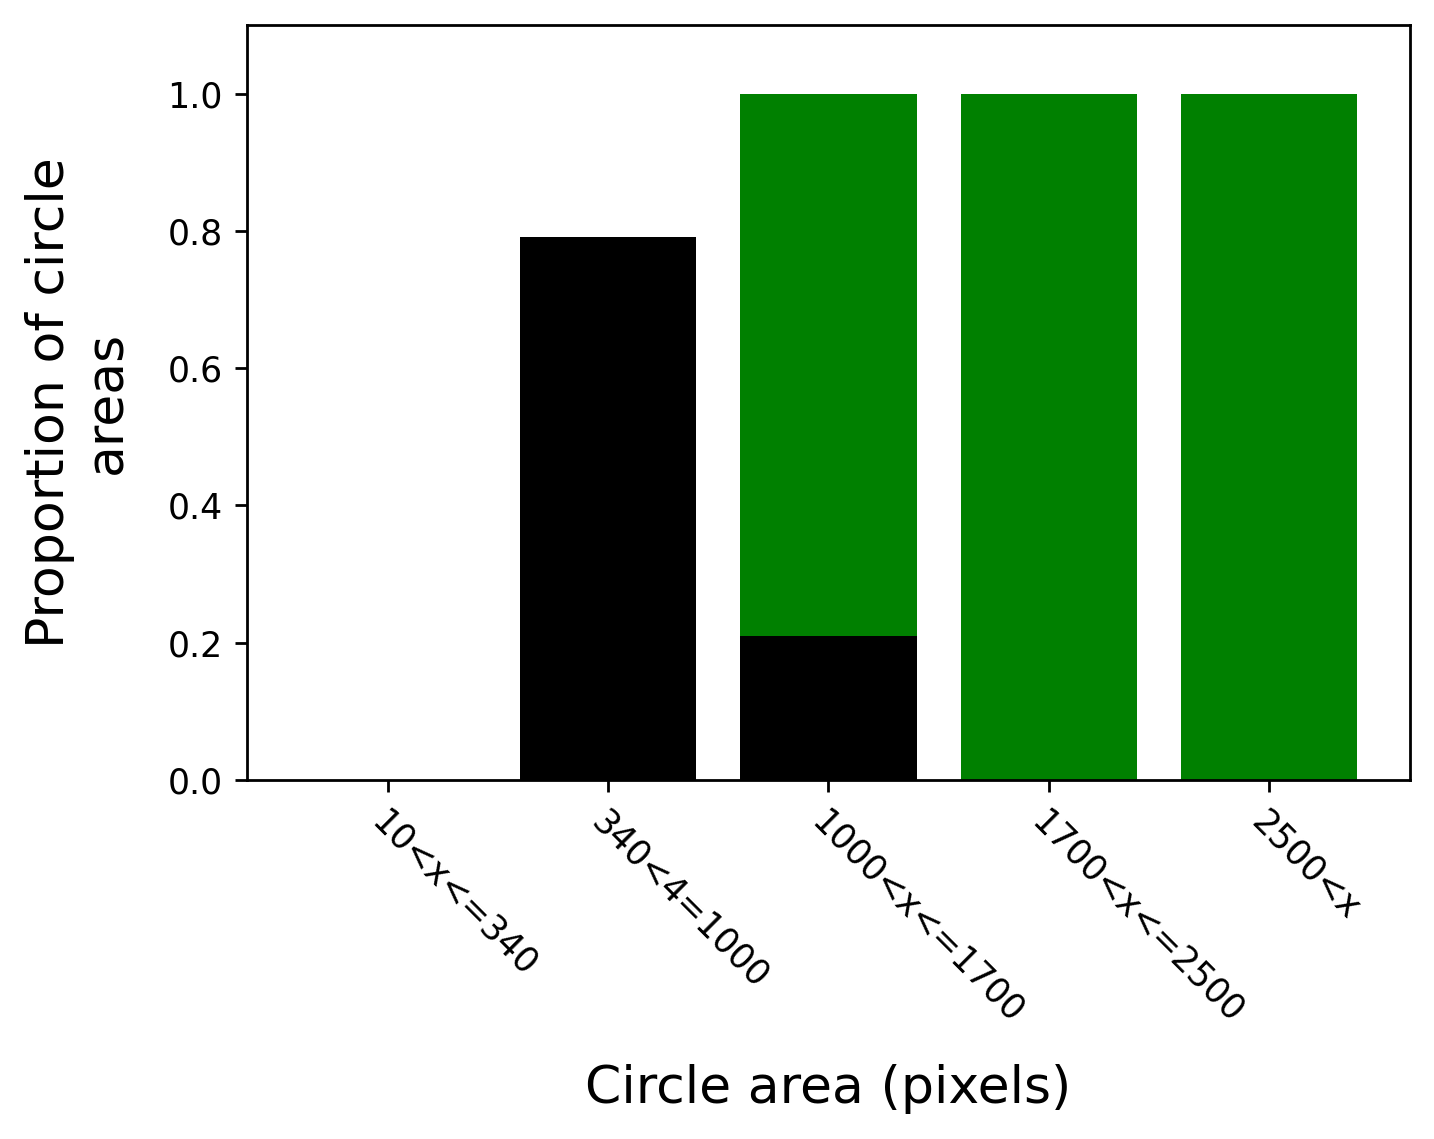 Proportion of circle
areas
1.0
0.8
0.6
0.4
0.2
0.0
10<x<=340
340<4=1000
1000<x<=1700
1700<x<=2500
2500<x
Circle area (pixels)